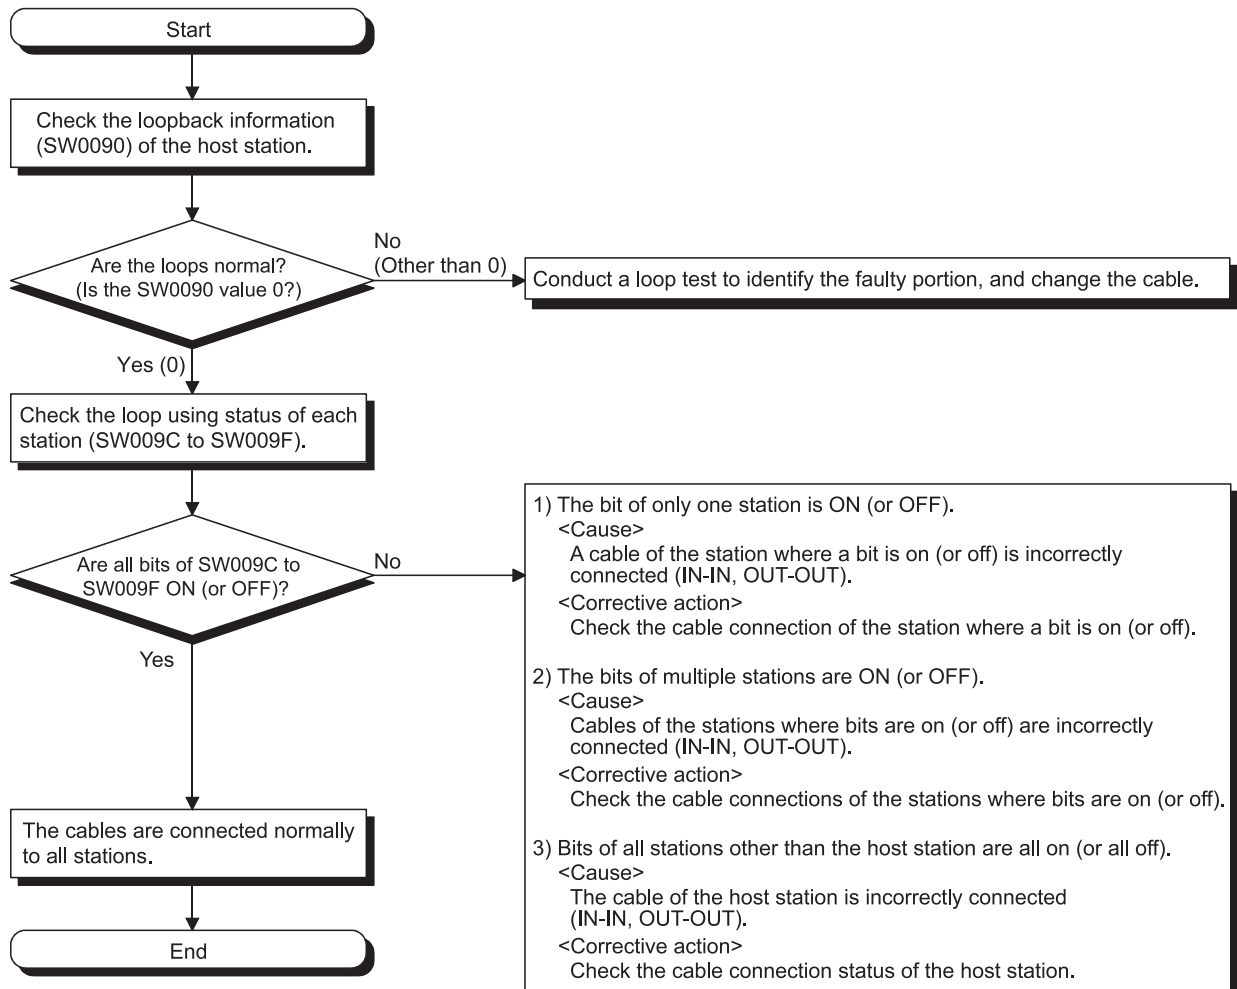 Start
Check the loopback information
(SW0090) of the host station.
Are the loops normal?
(Is the SW0090 value 0?)
No
(Other than 0)
Conduct a loop test to identify the faulty portion, and change the cable.
Yes (0)
Check the loop using status of each
station (SW009C to SW009F).
Are all bits of SW009C to
SW009F ON (or OFF)?
No
1) The bit of only one station is ON (or OFF).
<Cause>
A cable of the station where a bit is on (or off) is incorrectly
connected (IN-IN, OUT-OUT).
<Corrective action>
Check the cable connection of the station where a bit is on (or off).
2) The bits of multiple stations are ON (or OFF).
<Cause>
Cables of the stations where bits are on (or off) are incorrectly
connected (IN-IN, OUT-OUT).
<Corrective action>
Check the cable connections of the stations where bits are on (or off).
3) Bits of all stations other than the host station are all on (or all off).
<Cause>
The cable of the host station is incorrectly connected
(IN-IN, OUT-OUT).
<Corrective action>
Check the cable connection status of the host station.
Yes
The cables are connected normally
to all stations.
End